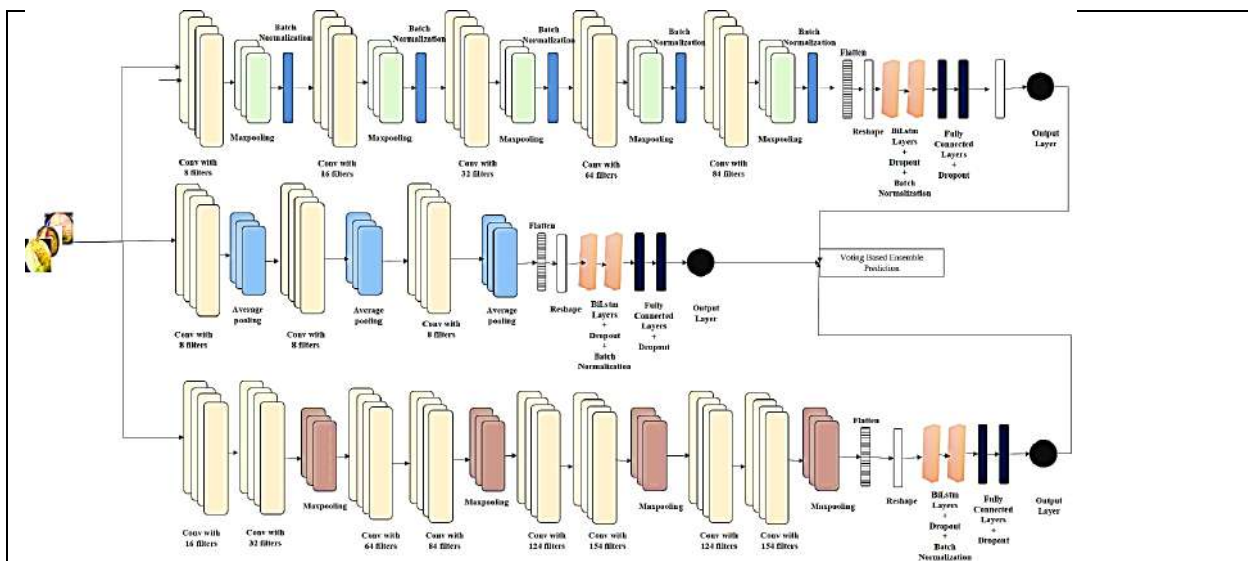 Batch
Normalization
Batch
Normalization
Batch
Normalization
Batch
Normalization
Batch
Normalization
Flatten
Maxpooling
Maxpooling
Maxpooling
Maxpooling
Maxpooling
Reshape
BiLstm
Layers
+
Dropout
+
Batch
Normalization
Fully
Connected
Layers
+
Dropout
Output
Layer
Conv with
8 filters
Conv with
16 filters
Conv with
32 filters
Conv with
64 filters
Conv with
84 filters
Flatten
Average
pooling
Average
pooling
Average
pooling
Reshape
BiLstm
Layers
+
Dropout
+
Batch
Normalization
Fully
Connected
Layers
+
Dropout
Output
Layer
Conv with
8 filters
Conv with
8 filters
Conv with
8 filters
Voting Based Ensemble
Prediction
Flatten
Maxpooling
Maxpooling
Maxpooling
Maxpooling
Reshape
BiLstm
Layers
+
Dropout
+
Batch
Normalization
Fully
Connected
Layers
+
Dropout
Output
Layer
Conv with
16 filters
Conv with
32 filters
Conv with
64 filters
Conv with
84 filters
Conv with
124 filters
Conv with
154 filters
Conv with
124 filters
Conv with
154 filters